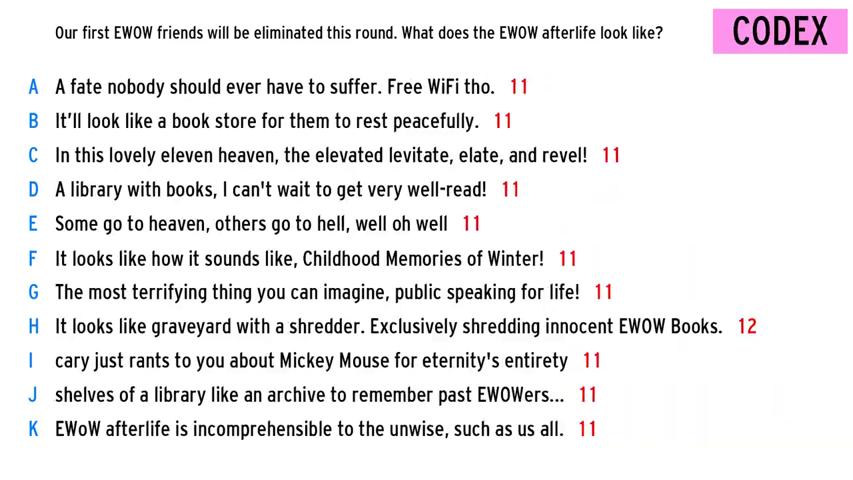 Our first EWOW friends will be eliminated this round. What does the EWOW afterlife look like?
CODEX
A A fate nobody should ever have to suffer. Free WiFi tho. 11
B It'll look like a book store for them to rest peacefully. 11
C In this lovely eleven heaven, the elevated levitate, elate, and revel! 11
D A library with books, I can't wait to get very well-read! 11
E Some go to heaven, others go to hell, well oh well 11
F It looks like how it sounds like, Childhood Memories of Winter! 11
G The most terrifying thing you can imagine, public speaking for life! 11
H It looks like graveyard with a shredder. Exclusively shredding innocent EWOW Books. 12
I cary just rants to you about Mickey Mouse for eternity's entirety 11
J shelves of a library like an archive to remember past EWOWers... 11
K EWoW afterlife is incomprehensible to the unwise, such as us all. 11